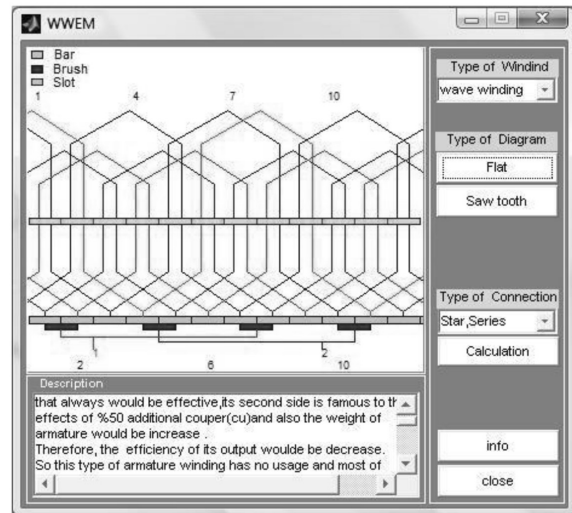 WWEM
Bar
Brush
Slot
1 4 7 10
1 2
2 6 10
Description
that always would be effective,its second side is famous to th
effects of %50 additional couper(cu)and also the weight of
armature would be increase .
Therefore, the efficiency of its output woulde be decrease.
So this type of armature winding has no usage and most of
Type of Windind
wave winding
Type of Diagram
Flat
Saw tooth
Type of Connection
Star,Series
Calculation
info
close